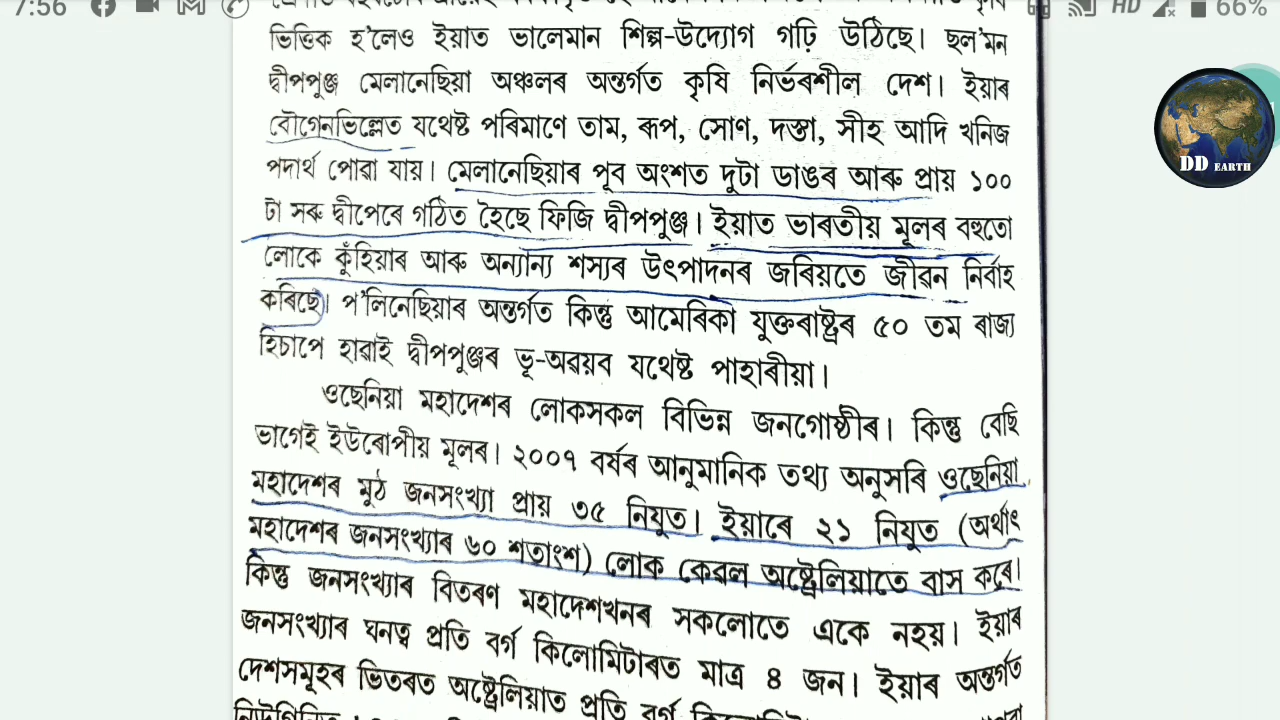 7:56
HD
66%
ভিত্তিক হ'লেও ইয়াত ভালেমান শিল্প-উদ্যোগ গঢ়ি উঠিছে। ছল'মন
দ্বীপপুঞ্জ মেলানেছিয়া অঞ্চলৰ অন্তৰ্গত কৃষি নিৰ্ভৰশীল দেশ। ইয়াৰ
বৌগেনভিল্লেত যথেষ্ট পৰিমাণে তাম, ৰূপ, সোণ, দস্তা, সীহ আদি খনিজ
পদাৰ্থ পোৱা যায়। মেলানেছিয়াৰ পূব অংশত দুটা ডাঙৰ আৰু প্ৰায় ১০০
টা সৰু দ্বীপেৰে গঠিত হৈছে ফিজি দ্বীপপুঞ্জ। ইয়াত ভাৰতীয় মূলৰ বহুতো
লোকে কুঁহিয়াৰ আৰু অন্যান্য শস্যৰ উৎপাদনৰ জৰিয়তে জীৱন নিৰ্বাহ
কৰিছে। প'লিনেছিয়াৰ অন্তৰ্গত কিন্তু আমেৰিকা যুক্তৰাষ্ট্ৰৰ ৫০ তম ৰাজ্য
হিচাপে হাৱাই দ্বীপপুঞ্জৰ ভূ-অৱয়ব যথেষ্ট পাহাৰীয়া।
ওছেনিয়া মহাদেশৰ লোকসকল বিভিন্ন জনগোষ্ঠীৰ। কিন্তু বেছি
ভাগেই ইউৰোপীয় মূলৰ। ২০০৭ বৰ্ষৰ আনুমানিক তথ্য অনুসৰি ওছেনিয়া
মহাদেশৰ মুঠ জনসংখ্যা প্ৰায় ৩৫ নিযুত। ইয়াৰে ২১ নিযুত (অৰ্থাৎ
মহাদেশৰ জনসংখ্যাৰ ৬০ শতাংশ) লোক কেৱল অষ্ট্ৰেলিয়াতে বাস কৰে।
কিন্তু জনসংখ্যাৰ বিতৰণ মহাদেশখনৰ সকলোতে একে নহয়। ইয়াৰ
জনসংখ্যাৰ ঘনত্ব প্ৰতি বৰ্গ কিলোমিটাৰত মাত্ৰ ৪ জন। ইয়াৰ অন্তৰ্গত
দেশসমূহৰ ভিতৰত অষ্ট্ৰেলিয়াত প্ৰতি বৰ্গ
DD EARTH